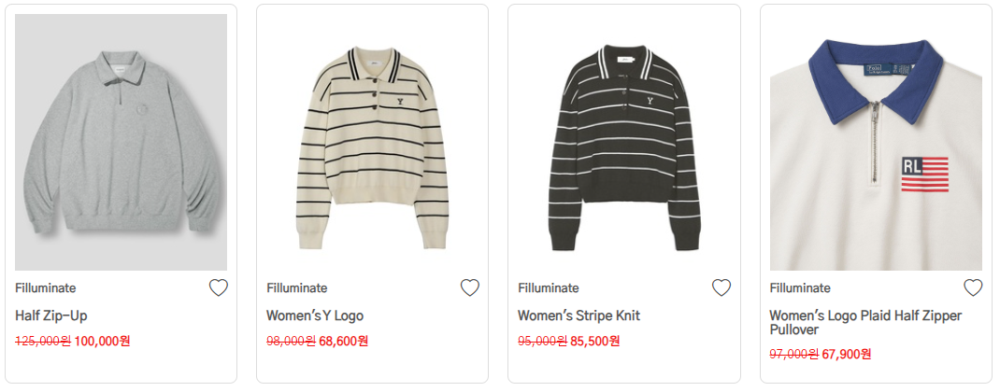 Y
Y
Polo
RL
Filluminate
Half Zip-Up
125,000원 100,000원
Filluminate
Women's Y Logo
98,000원 68,600원
Filluminate
Women's Stripe Knit
95,000원 85,500원
Filluminate
Women's Logo Plaid Half Zipper
Pullover
97,000원 67,900원